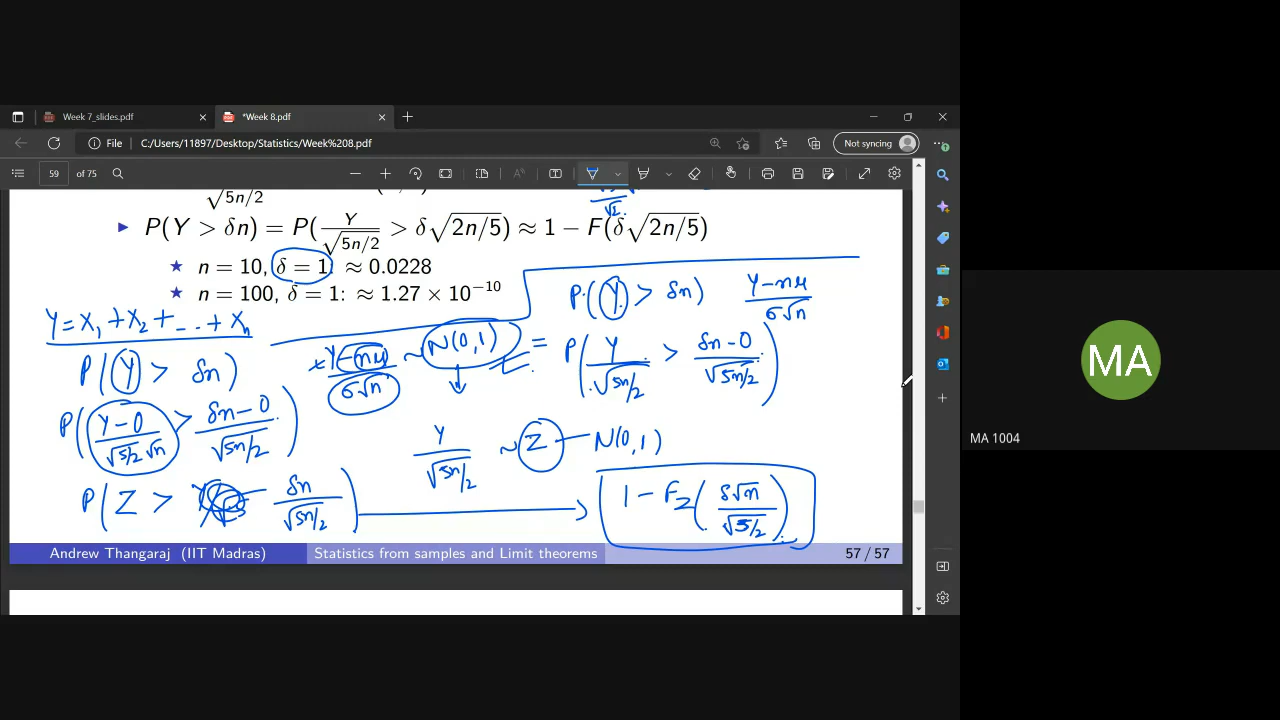 Week 7_slides.pdf
*Week 8.pdf
File C:/Users/11897/Desktop/Statistics/Week%208.pdf
Not syncing
59 of 75
√5n/2
▶ P(Y > δn) = P(Y/√5n/2 > δ√2n/5) ≈ 1 − F(δ√2n/5)
★ n = 10, δ = 1: ≈ 0.0228
★ n = 100, δ = 1: ≈ 1.27 × 10⁻¹⁰
P(Y > δn) (Y−nμ)/(σ√n)
Y = X₁ + X₂ + ... + Xₙ
(Y−nμ)/(σ√n) ~ N(0,1)
= P(Y/√5n/2 > (δn−0)/√5n/2)
P(Y > δn)
P((Y−0)/(√5/2 √n) > (δn−0)/√5n/2)
Y/√5n/2 ~ Z — N(0,1)
P(Z > δn/√5n/2)
1 − F_Z(δ√n/√5/2)
Andrew Thangaraj (IIT Madras) Statistics from samples and Limit theorems 57 / 57
MA
MA 1004